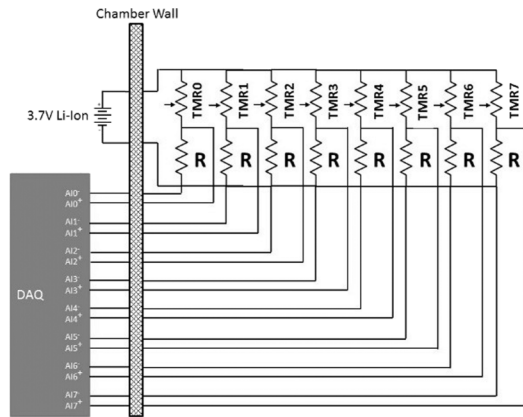 Chamber Wall
3.7V Li-Ion
TMR0
TMR1
TMR2
TMR3
TMR4
TMR5
TMR6
TMR7
R
R
R
R
R
R
R
R
DAQ
AI0-
AI0+
AI1-
AI1+
AI2-
AI2+
AI3-
AI3+
AI4-
AI4+
AI5-
AI5+
AI6-
AI6+
AI7-
AI7+